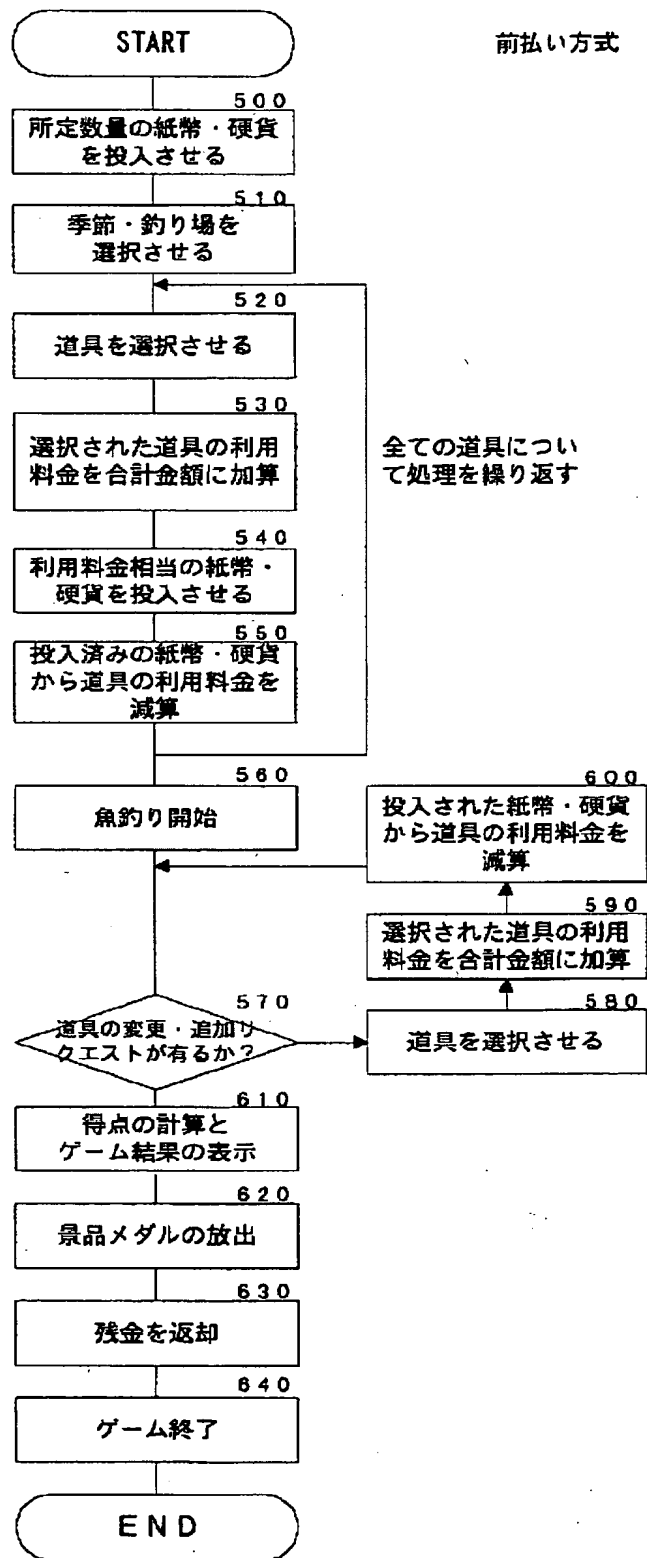 START
前払い方式
500
所定数量の紙幣・硬貨
を投入させる
510
季節・釣り場を
選択させる
520
道具を選択させる
530
選択された道具の利用
料金を合計金額に加算
全ての道具につい
て処理を繰り返す
540
利用料金相当の紙幣・
硬貨を投入させる
550
投入済みの紙幣・硬貨
から道具の利用料金を
減算
560
魚釣り開始
600
投入された紙幣・硬貨
から道具の利用料金を
減算
590
選択された道具の利用
料金を合計金額に加算
580
道具を選択させる
570
道具の変更・追加リ
クエストが有るか?
610
得点の計算と
ゲーム結果の表示
620
景品メダルの放出
630
残金を返却
640
ゲーム終了
END